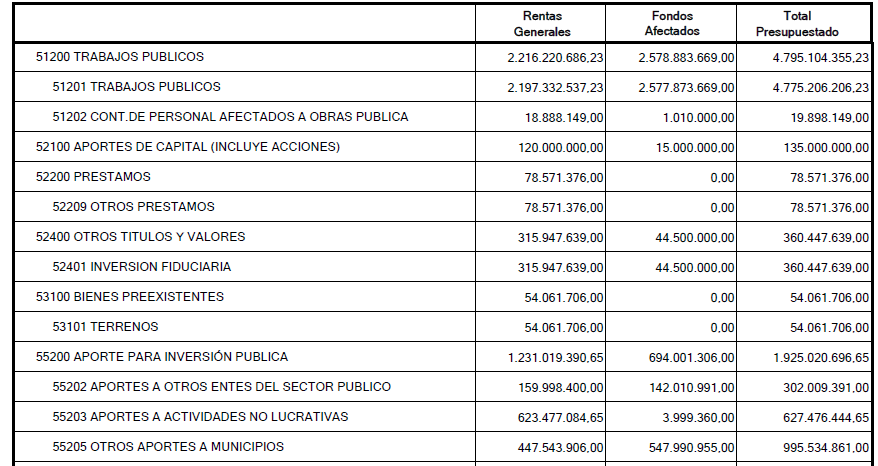 Rentas Generales Fondos Afectados Total Presupuestado
51200 TRABAJOS PUBLICOS 2.216.220.686,23 2.578.883.669,00 4.795.104.355,23
51201 TRABAJOS PUBLICOS 2.197.332.537,23 2.577.873.669,00 4.775.206.206,23
51202 CONT.DE PERSONAL AFECTADOS A OBRAS PUBLICA 18.888.149,00 1.010.000,00 19.898.149,00
52100 APORTES DE CAPITAL (INCLUYE ACCIONES) 120.000.000,00 15.000.000,00 135.000.000,00
52200 PRESTAMOS 78.571.376,00 0,00 78.571.376,00
52209 OTROS PRESTAMOS 78.571.376,00 0,00 78.571.376,00
52400 OTROS TITULOS Y VALORES 315.947.639,00 44.500.000,00 360.447.639,00
52401 INVERSION FIDUCIARIA 315.947.639,00 44.500.000,00 360.447.639,00
53100 BIENES PREEXISTENTES 54.061.706,00 0,00 54.061.706,00
53101 TERRENOS 54.061.706,00 0,00 54.061.706,00
55200 APORTE PARA INVERSIÓN PUBLICA 1.231.019.390,65 694.001.306,00 1.925.020.696,65
55202 APORTES A OTROS ENTES DEL SECTOR PUBLICO 159.998.400,00 142.010.991,00 302.009.391,00
55203 APORTES A ACTIVIDADES NO LUCRATIVAS 623.477.084,65 3.999.360,00 627.476.444,65
55205 OTROS APORTES A MUNICIPIOS 447.543.906,00 547.990.955,00 995.534.861,00